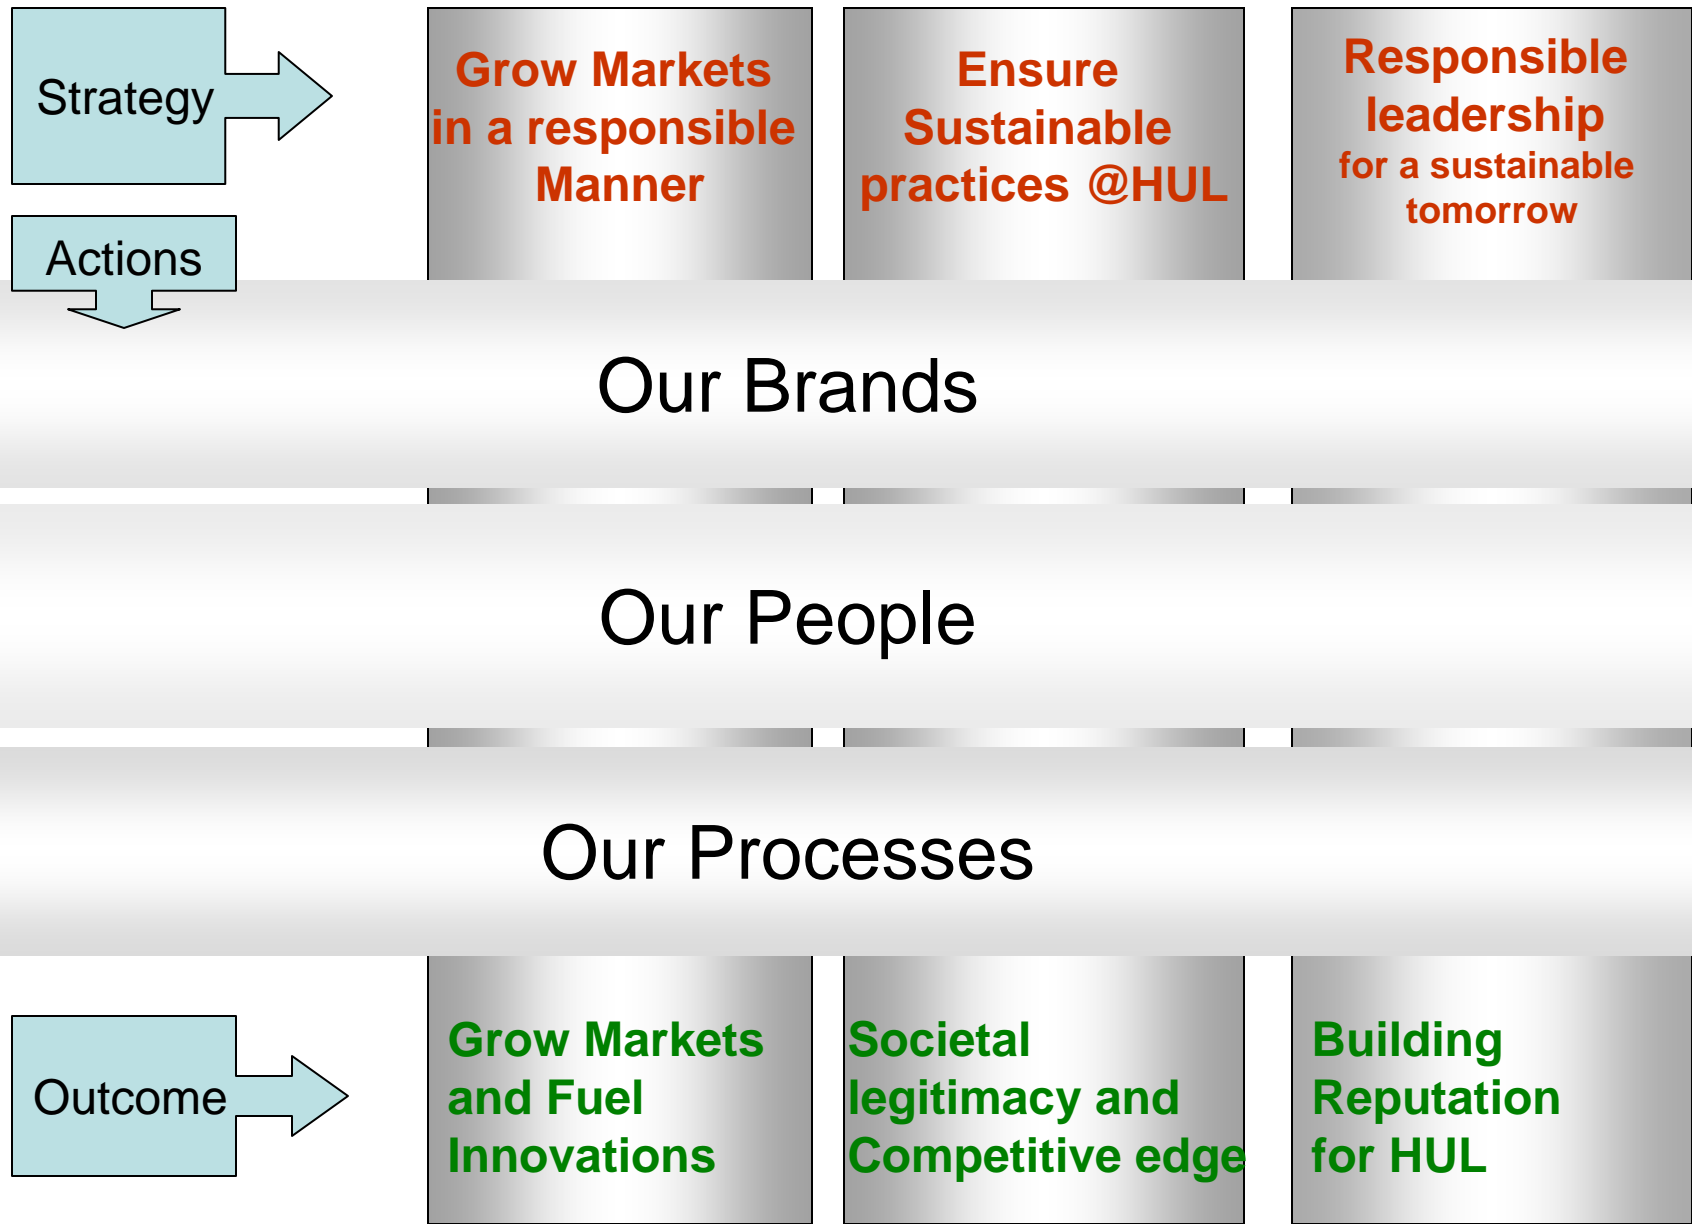 Strategy
Grow Markets
in a responsible
Manner
Ensure
Sustainable
practices @HUL
Responsible
leadership
for a sustainable
tomorrow
Actions
Our Brands
Our People
Our Processes
Outcome
Grow Markets
and Fuel
Innovations
Societal
legitimacy and
Competitive edge
Building
Reputation
for HUL